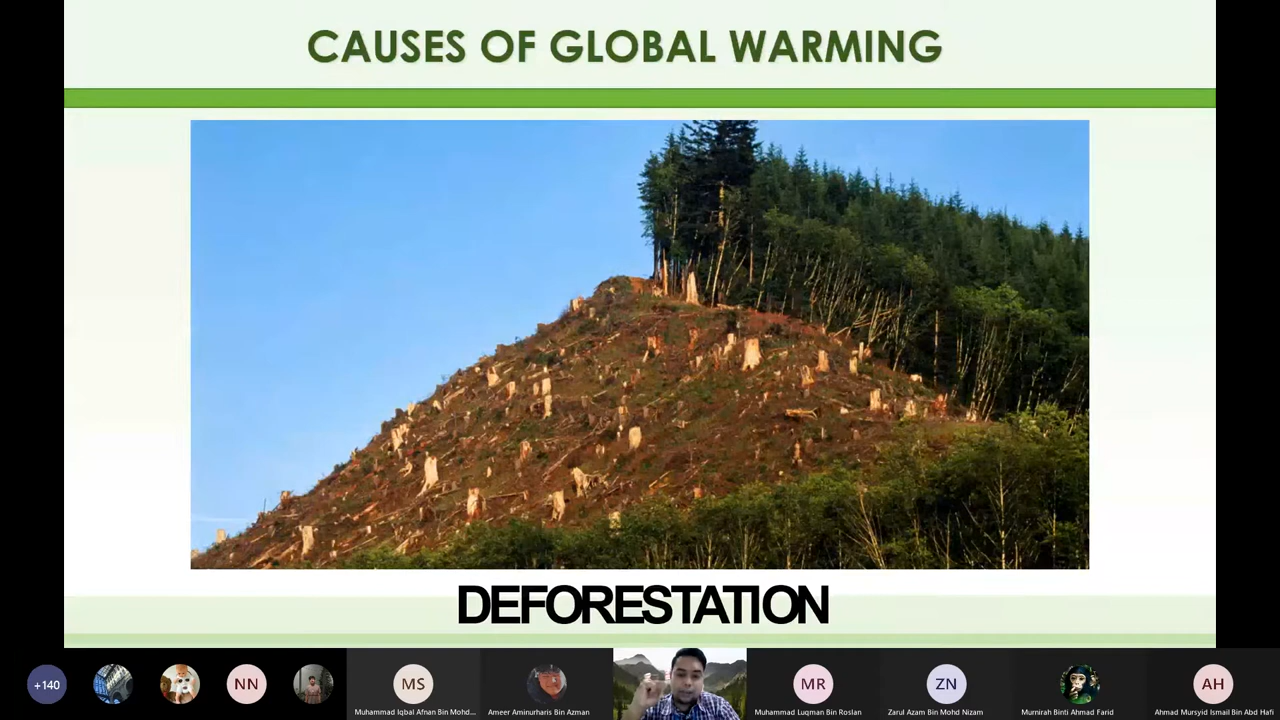 CAUSES OF GLOBAL WARMING
DEFORESTATION
+140
NN
MS
MR
ZN
AH
Muhammad Iqbal Afnan Bin Mohd...
Ameer Aminurharis Bin Azman
Muhammad Luqman Bin Roslan
Zarul Azam Bin Mohd Nizam
Murnirah Binti Ahmad Farid
Ahmad Mursyid Ismail Bin Abd Hafi